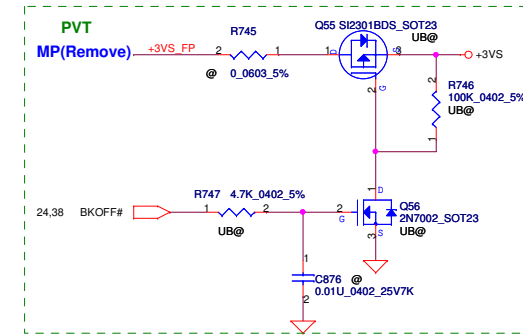 PVT
MP(Remove)
+3VS_FP
2
R745
1
@
0_0603_5%
Q55 SI2301BDS_SOT23
UB@
1
D
S
3
G
2
+3VS
2
R746
100K_0402_5%
UB@
1
24,38
BKOFF#
1
R747
4.7K_0402_5%
2
UB@
2
G
1
D
Q56
2N7002_SOT23
UB@
3
S
1
C876
@
0.01U_0402_25V7K
2